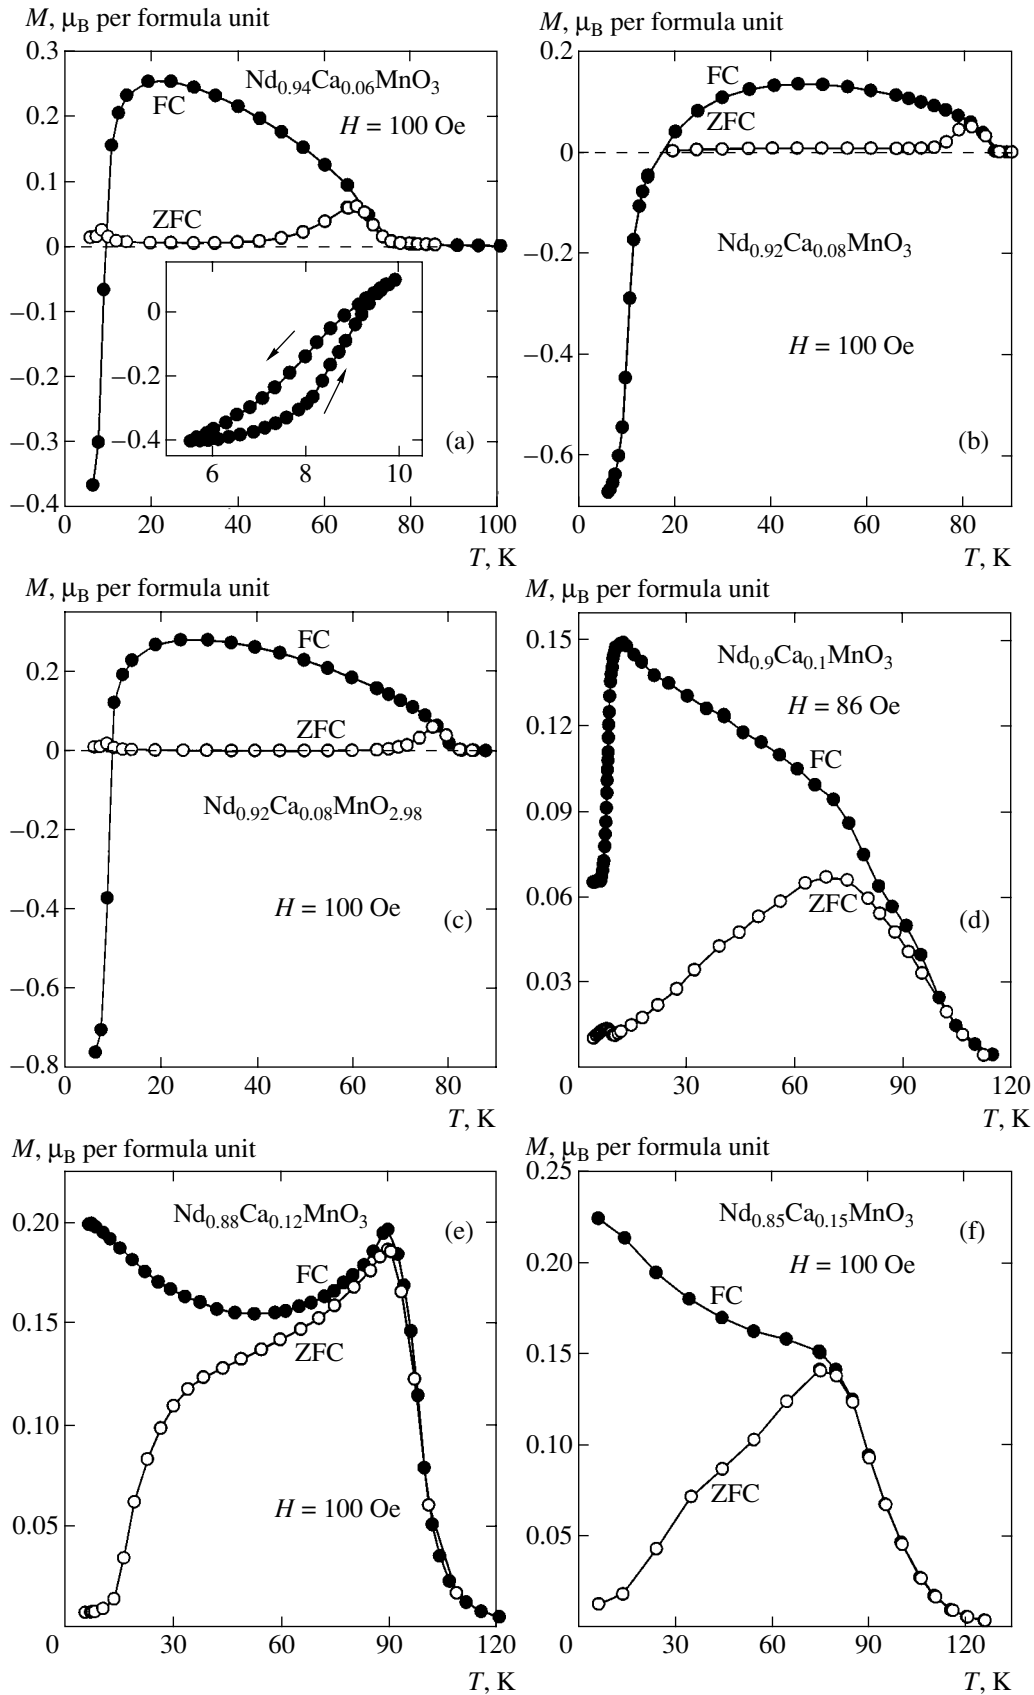 M, μB per formula unit
0.3
Nd0.94Ca0.06MnO3
FC
H = 100 Oe
0.2
0.1
ZFC
0
−0.1
0
−0.2
−0.2
−0.3
−0.4
(a)
6 8 10
−0.4
0 20 40 60 80 100
T, K
M, μB per formula unit
0.2
FC
ZFC
0
Nd0.92Ca0.08MnO3
−0.2
H = 100 Oe
−0.4
(b)
−0.6
0 20 40 60 80
T, K
M, μB per formula unit
FC
0.2
ZFC
0
Nd0.92Ca0.08MnO2.98
−0.2
H = 100 Oe
(c)
−0.4
−0.6
−0.8
0 20 40 60 80
T, K
M, μB per formula unit
0.15
Nd0.9Ca0.1MnO3
H = 86 Oe
0.12
FC
0.09
0.06
ZFC
(d)
0.03
0 30 60 90 120
T, K
M, μB per formula unit
Nd0.88Ca0.12MnO3
0.20
(e)
FC
0.15
ZFC
0.10
H = 100 Oe
0.05
0 30 60 90 120
T, K
M, μB per formula unit
0.25
Nd0.85Ca0.15MnO3
(f)
H = 100 Oe
0.20
FC
0.15
0.10
ZFC
0.05
0 30 60 90 120
T, K